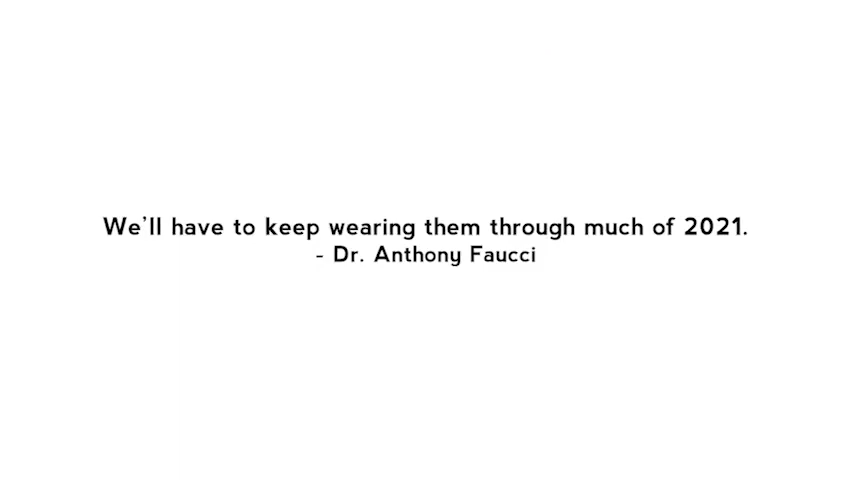 We'll have to keep wearing them through much of 2021.
- Dr. Anthony Faucci